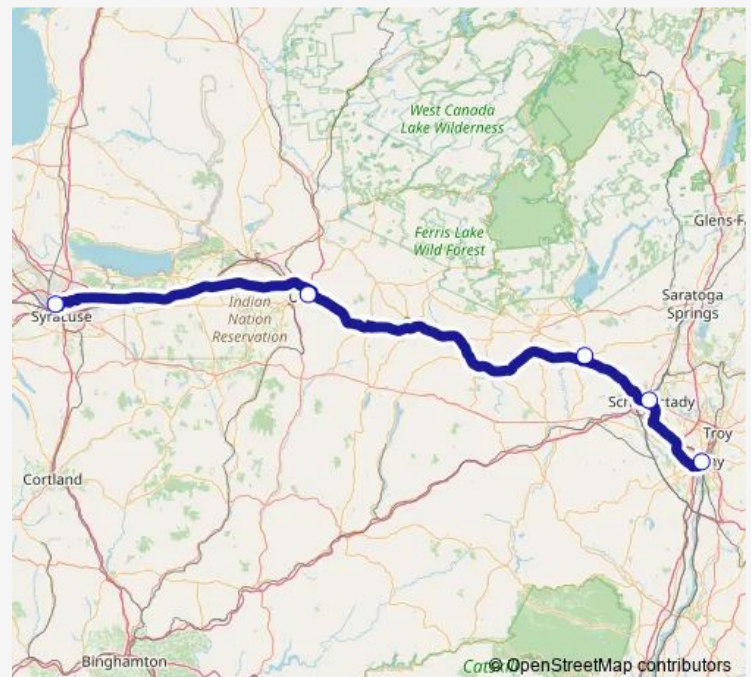 West Canada
Lake Wilderness
Glens F
Ferris Lake
Wild Forest
Indian
Nation
Reservation
Saratoga
Springs
Syracuse
Troy
Cortland
Binghamton
© OpenStreetMap contributors